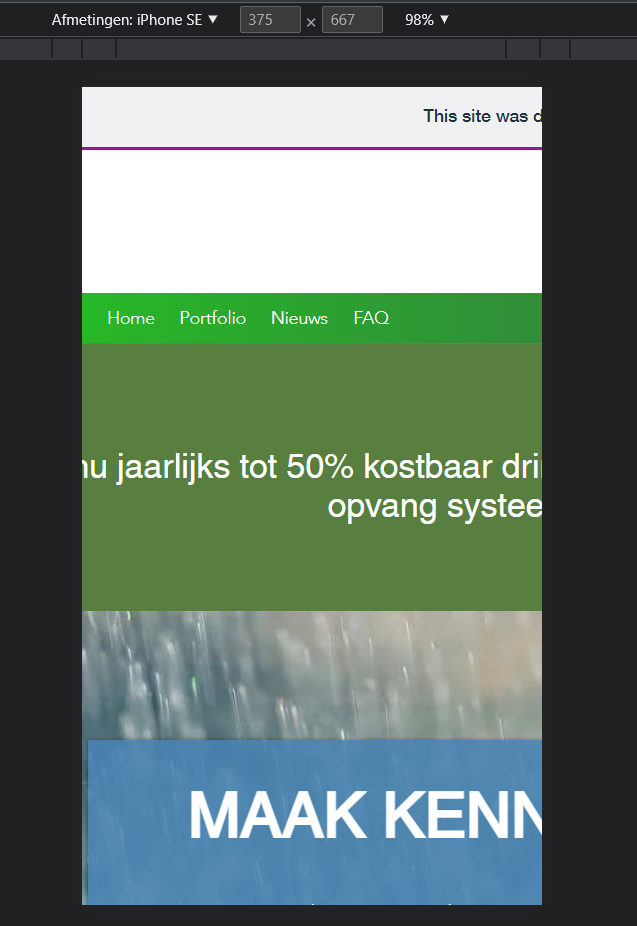 Afmetingen: iPhone SE ▼ 375 × 667 98% ▼
This site was d
Home Portfolio Nieuws FAQ
nu jaarlijks tot 50% kostbaar dri
opvang systee
MAAK KENN